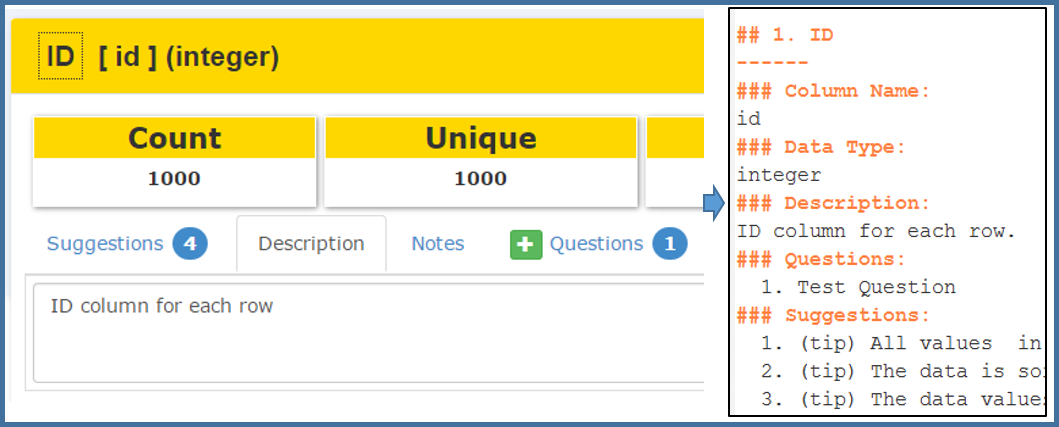 ID [ id ] (integer)
Count Unique
1000 1000
Suggestions 4 Description Notes + Questions 1
ID column for each row
## 1. ID
------
### Column Name:
id
### Data Type:
integer
### Description:
ID column for each row.
### Questions:
1. Test Question
### Suggestions:
1. (tip) All values in
2. (tip) The data is
3. (tip) The data